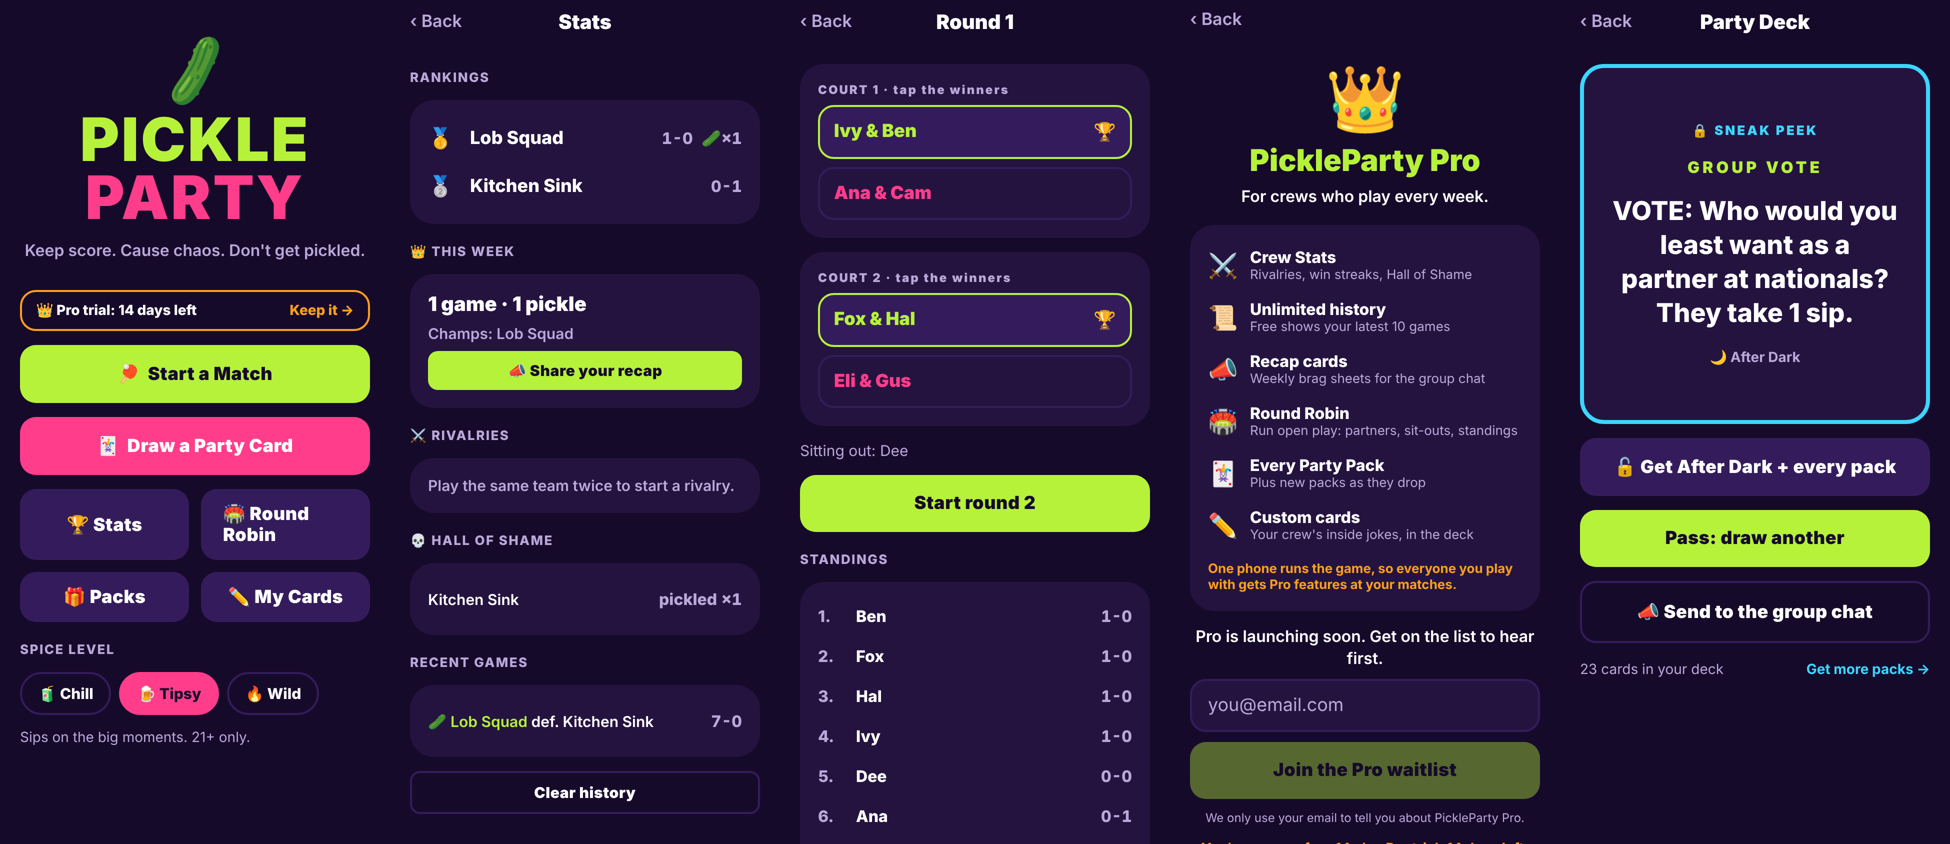 PICKLE
PARTY
Keep score. Cause chaos. Don't get pickled.
Pro trial: 14 days left
Keep it →
Start a Match
Draw a Party Card
Stats
Round
Robin
Packs
My Cards
SPICE LEVEL
Chill
Tipsy
Wild
Sips on the big moments. 21+ only.
‹ Back
Stats
RANKINGS
Lob Squad 1-0 ×1
Kitchen Sink 0-1
THIS WEEK
1 game · 1 pickle
Champs: Lob Squad
Share your recap
RIVALRIES
Play the same team twice to start a rivalry.
HALL OF SHAME
Kitchen Sink pickled ×1
RECENT GAMES
Lob Squad def. Kitchen Sink 7-0
Clear history
‹ Back
Round 1
COURT 1 · tap the winners
Ivy & Ben
Ana & Cam
COURT 2 · tap the winners
Fox & Hal
Eli & Gus
Sitting out: Dee
Start round 2
STANDINGS
1. Ben 1-0
2. Fox 1-0
3. Hal 1-0
4. Ivy 1-0
5. Dee 0-0
6. Ana 0-1
‹ Back
PickleParty Pro
For crews who play every week.
Crew Stats
Rivalries, win streaks, Hall of Shame
Unlimited history
Free shows your latest 10 games
Recap cards
Weekly brag sheets for the group chat
Round Robin
Run open play: partners, sit-outs, standings
Every Party Pack
Plus new packs as they drop
Custom cards
Your crew's inside jokes, in the deck
One phone runs the game, so everyone you play
with gets Pro features at your matches.
Pro is launching soon. Get on the list to hear
first.
you@email.com
Join the Pro waitlist
We only use your email to tell you about PickleParty Pro.
‹ Back
Party Deck
SNEAK PEEK
GROUP VOTE
VOTE: Who would you
least want as a
partner at nationals?
They take 1 sip.
After Dark
Get After Dark + every pack
Pass: draw another
Send to the group chat
23 cards in your deck
Get more packs →